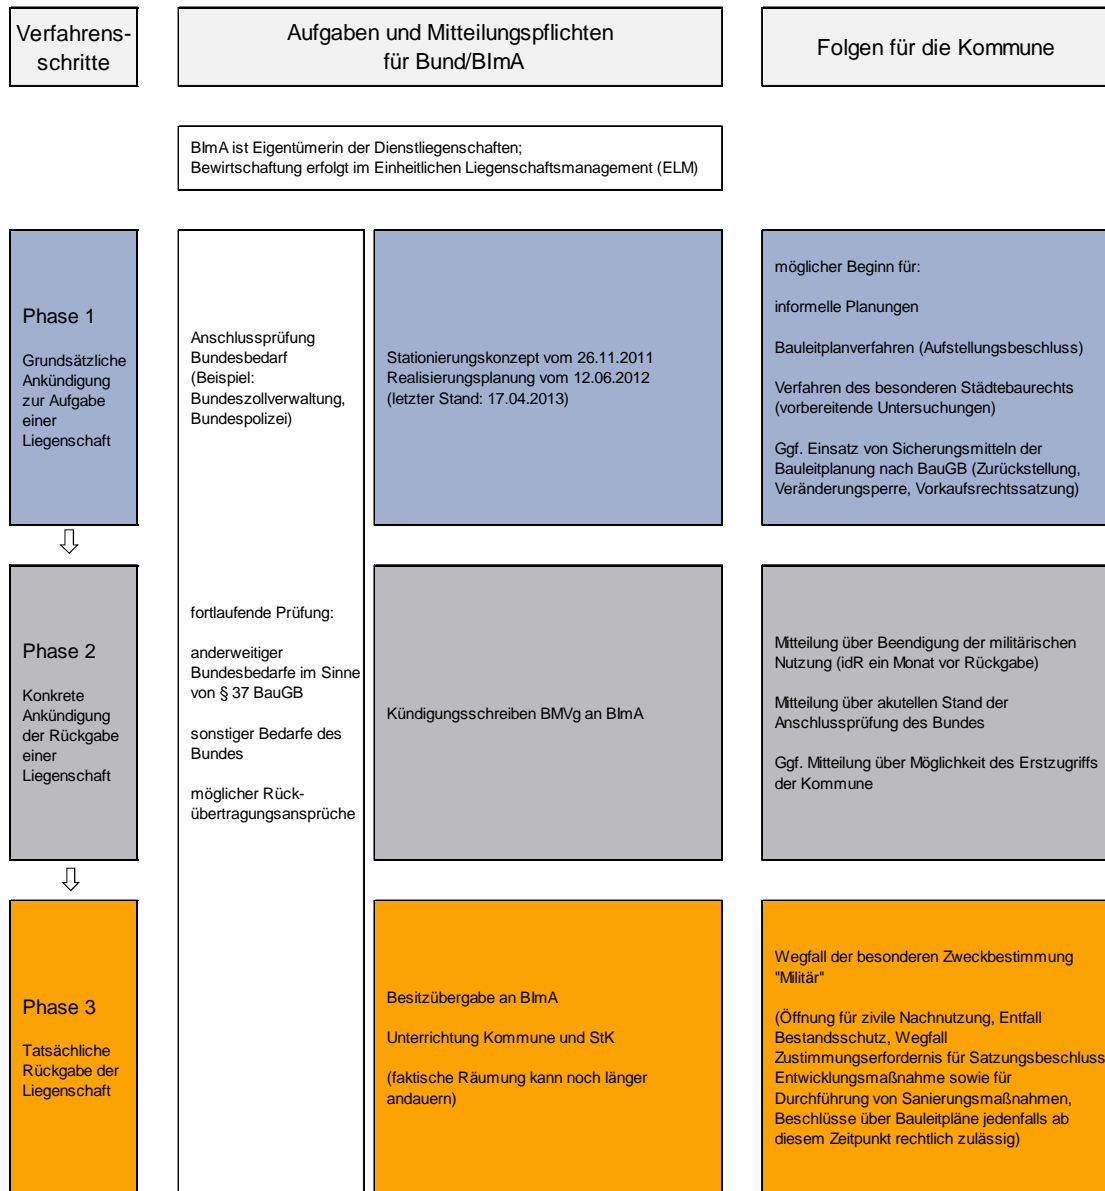 Verfahrens-
schritte
Aufgaben und Mitteilungspflichten
für Bund/BImA
Folgen für die Kommune
BImA ist Eigentümerin der Dienstliegenschaften;
Bewirtschaftung erfolgt im Einheitlichen Liegenschaftsmanagement (ELM)
Phase 1
Grundsätzliche
Ankündigung
zur Aufgabe
einer
Liegenschaft
Anschlussprüfung
Bundesbedarf
(Beispiel:
Bundeszollverwaltung,
Bundespolizei)
Stationierungskonzept vom 26.11.2011
Realisierungsplanung vom 12.06.2012
(letzter Stand: 17.04.2013)
möglicher Beginn für:
informelle Planungen
Bauleitplanverfahren (Aufstellungsbeschluss)
Verfahren des besonderen Städtebaurechts
(vorbereitende Untersuchungen)
Ggf. Einsatz von Sicherungsmitteln der
Bauleitplanung nach BauGB (Zurückstellung,
Veränderungsperre, Vorkaufsrechtssatzung)
Phase 2
Konkrete
Ankündigung
der Rückgabe
einer
Liegenschaft
fortlaufende Prüfung:
anderweitiger
Bundesbedarfe im Sinne
von § 37 BauGB
sonstiger Bedarfe des
Bundes
möglicher Rück-
übertragungsansprüche
Kündigungsschreiben BMVg an BImA
Mitteilung über Beendigung der militärischen
Nutzung (idR ein Monat vor Rückgabe)
Mitteilung über akutellen Stand der
Anschlussprüfung des Bundes
Ggf. Mitteilung über Möglichkeit des Erstzugriffs
der Kommune
Phase 3
Tatsächliche
Rückgabe der
Liegenschaft
Besitzübergabe an BImA
Unterrichtung Kommune und StK
(faktische Räumung kann noch länger
andauern)
Wegfall der besonderen Zweckbestimmung
"Militär"
(Öffnung für zivile Nachnutzung, Entfall
Bestandsschutz, Wegfall
Zustimmungserfordernis für Satzungsbeschluss
Entwicklungsmaßnahme sowie für
Durchführung von Sanierungsmaßnahmen,
Beschlüsse über Bauleitpläne jedenfalls ab
diesem Zeitpunkt rechtlich zulässig)